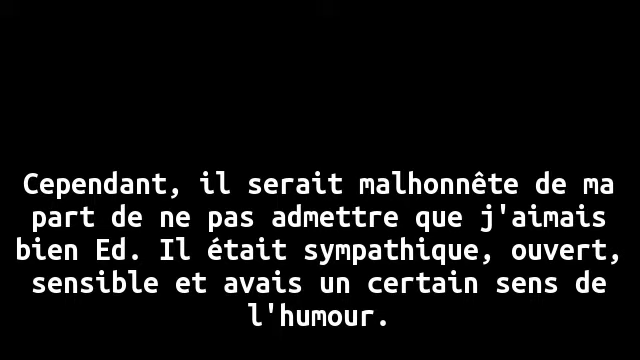 Cependant, il serait malhonnête de ma
part de ne pas admettre que j'aimais
bien Ed. Il était sympathique, ouvert,
sensible et avais un certain sens de
l'humour.